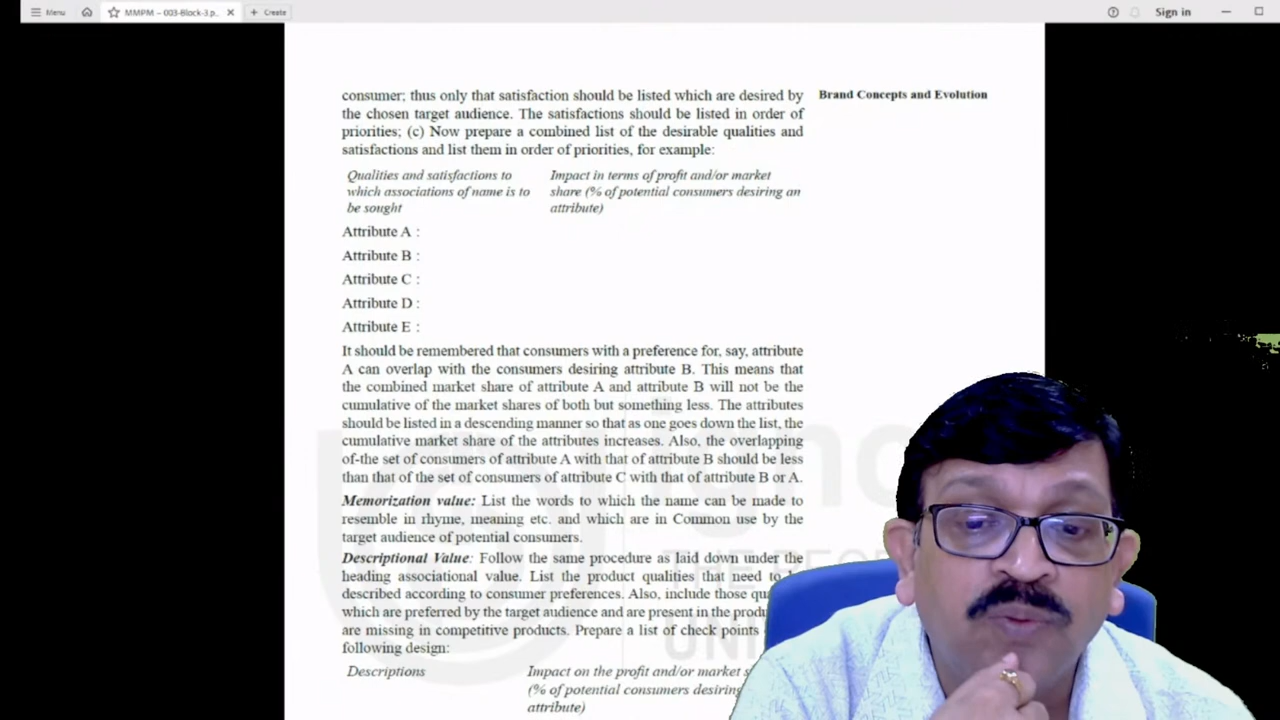 Menu
MMPM – 003-Block-3.p..
Create
Sign in
consumer; thus only that satisfaction should be listed which are desired by
the chosen target audience. The satisfactions should be listed in order of
priorities; (c) Now prepare a combined list of the desirable qualities and
satisfactions and list them in order of priorities, for example:
Brand Concepts and Evolution
Qualities and satisfactions to
which associations of name is to
be sought
Impact in terms of profit and/or market
share (% of potential consumers desiring an
attribute)
Attribute A :
Attribute B :
Attribute C :
Attribute D :
Attribute E :
It should be remembered that consumers with a preference for, say, attribute
A can overlap with the consumers desiring attribute B. This means that
the combined market share of attribute A and attribute B will not be the
cumulative of the market shares of both but something less. The attributes
should be listed in a descending manner so that as one goes down the list, the
cumulative market share of the attributes increases. Also, the overlapping
of-the set of consumers of attribute A with that of attribute B should be less
than that of the set of consumers of attribute C with that of attribute B or A.
Memorization value: List the words to which the name can be made to
resemble in rhyme, meaning etc. and which are in Common use by the
target audience of potential consumers.
Descriptional Value: Follow the same procedure as laid down under the
heading associational value. List the product qualities that need to
described according to consumer preferences. Also, include those
which are preferred by the target audience and are present in the
are missing in competitive products. Prepare a list of check points
following design:
Descriptions
Impact on the profit and/or market
(% of potential consumers desiring
attribute)